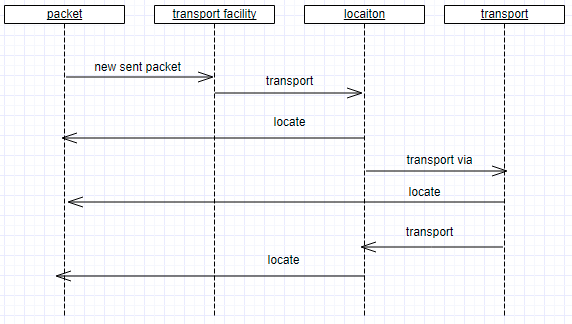 packet
transport facility
locaiton
transport
new sent packet
transport
locate
transport via
locate
transport
locate